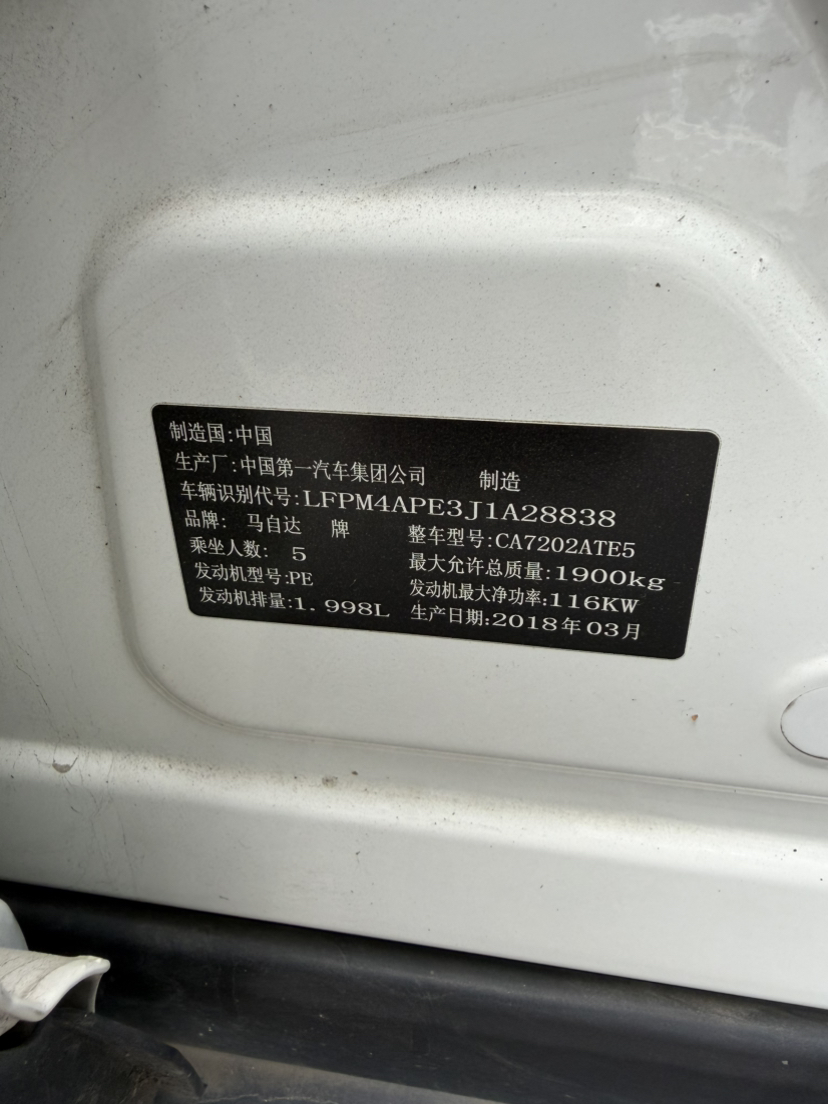 制造国:中国
生产厂:中国第一汽车集团公司 制造
车辆识别代号:LFPM4APE3J1A28838
品牌: 马自达 牌 整车型号:CA7202ATE5
乘坐人数: 5 最大允许总质量:1900kg
发动机型号:PE 发动机最大净功率:116KW
发动机排量:1. 998L 生产日期:2018年03月